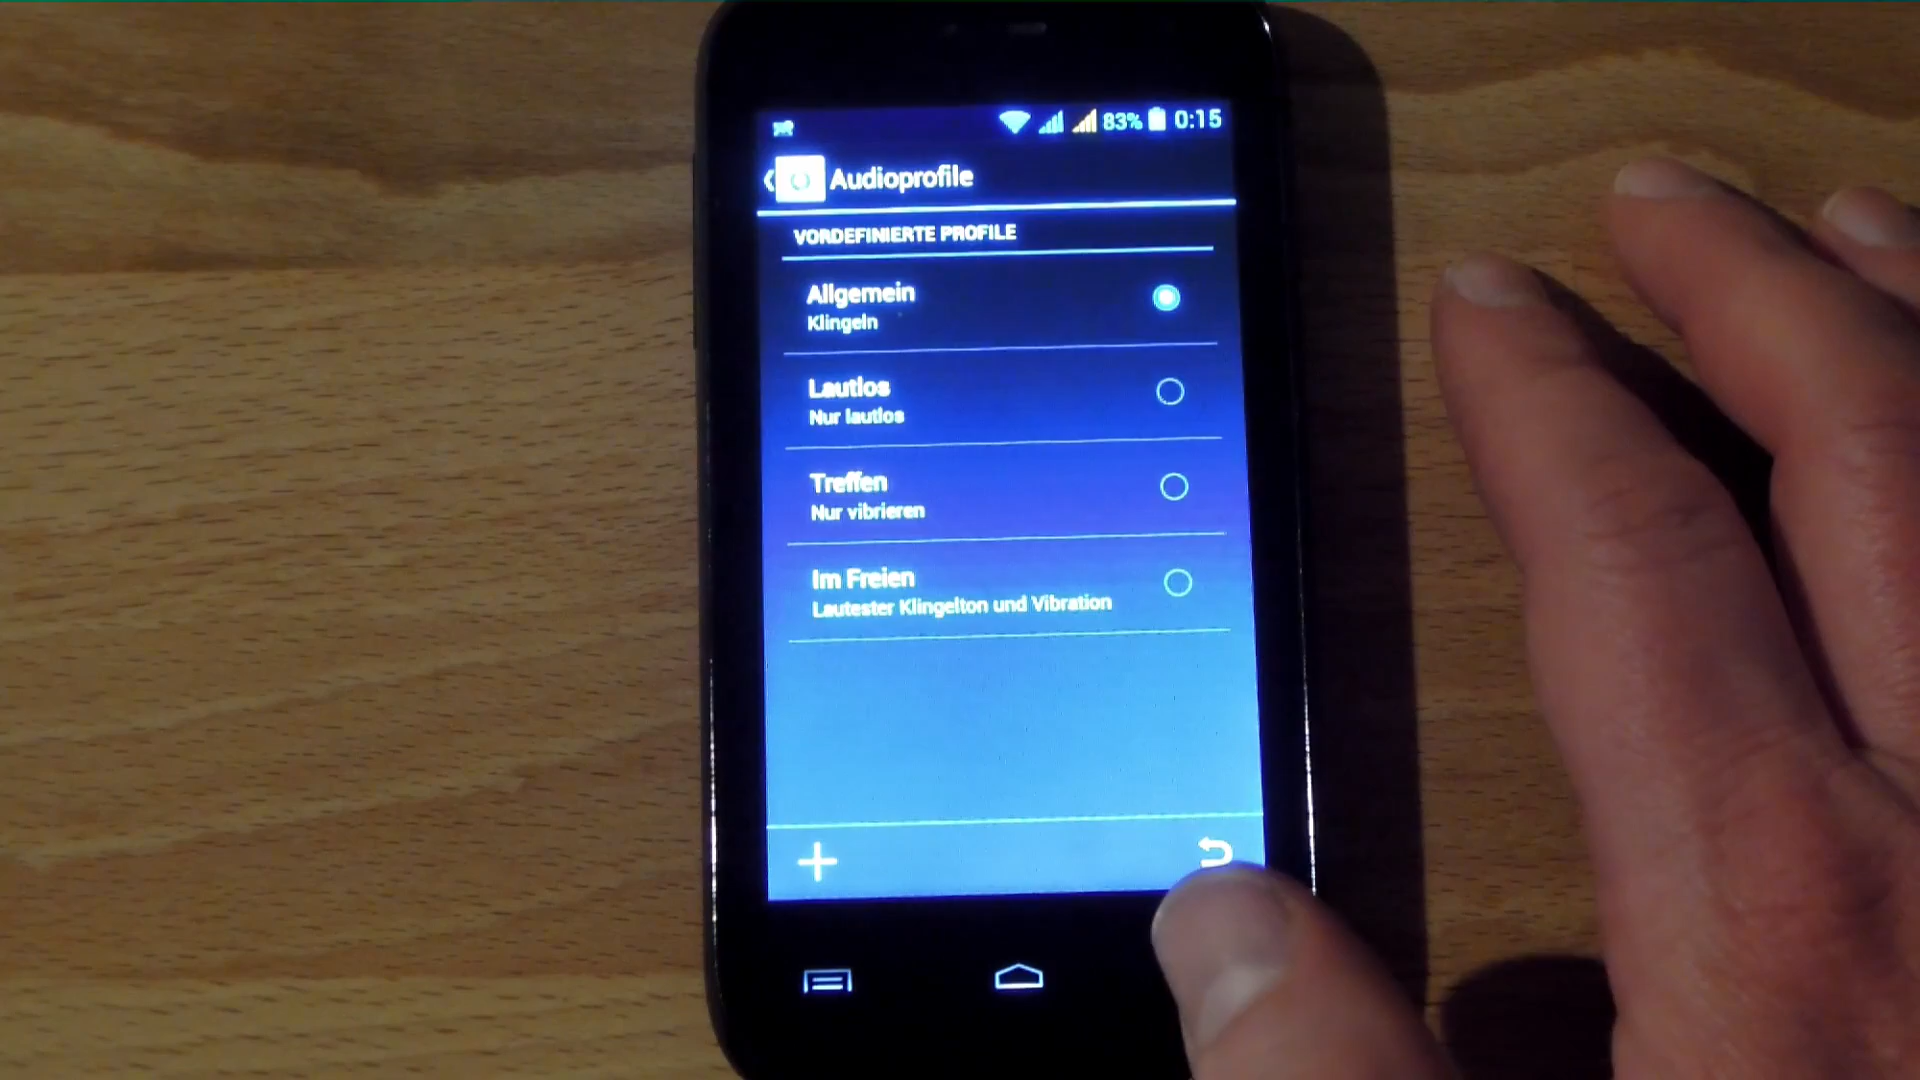 83% 0:15
Audioprofile
VORDEFINIERTE PROFILE
Allgemein
Klingeln
Lautlos
Nur lautlos
Treffen
Nur vibrieren
Im Freien
Lautester Klingelton und Vibration